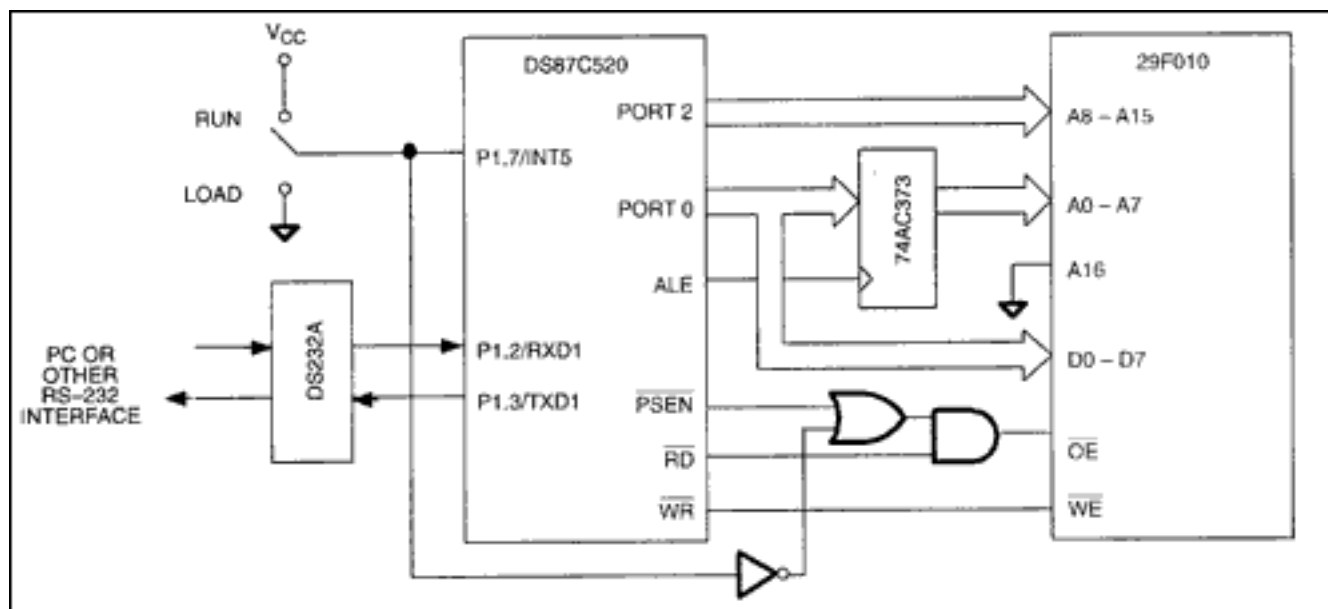 VCC
RUN
LOAD
PC OR
OTHER
RS-232
INTERFACE
DS232A
DS87C520
PORT 2
P1.7/INT5
PORT 0
ALE
P1.2/RXD1
P1.3/TXD1
PSEN
RD
WR
74AC373
29F010
A8 – A15
A0 – A7
A16
D0 – D7
OE
WE